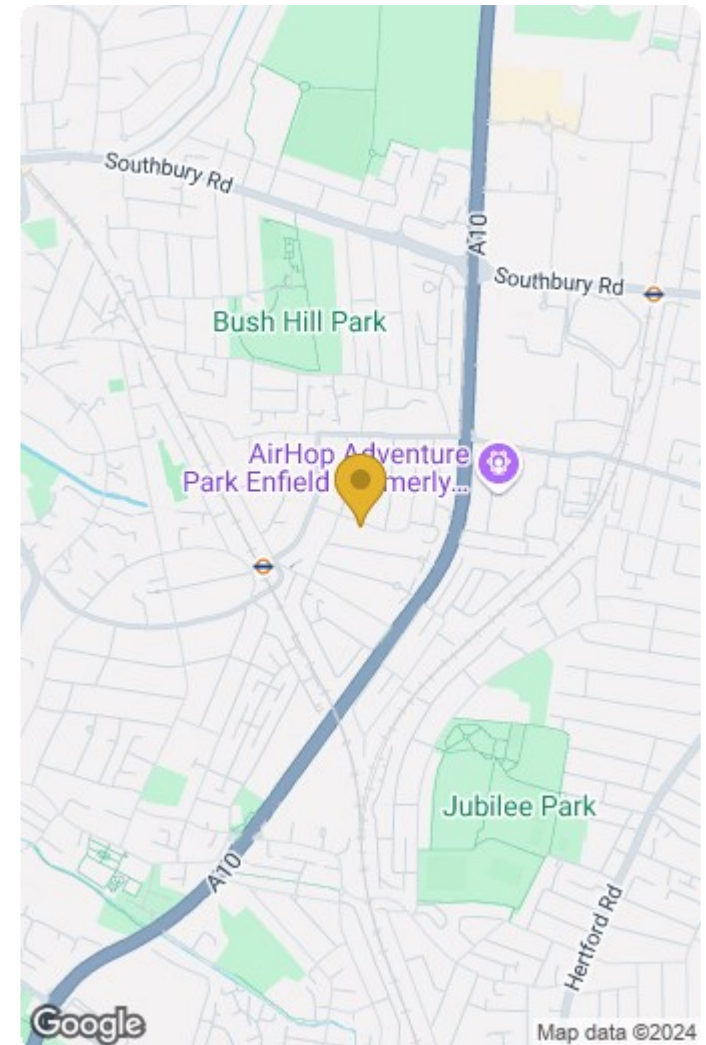 Southbury Rd
A10
Southbury Rd
Bush Hill Park
AirHop Adventure
Park Enfield merly...
Jubilee Park
A10
Hertford Rd
Google
Map data ©2024